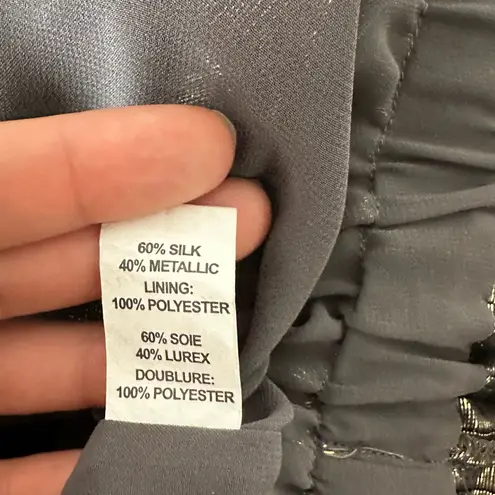 60% SILK
40% METALLIC
LINING:
100% POLYESTER
60% SOIE
40% LUREX
DOUBLURE:
100% POLYESTER